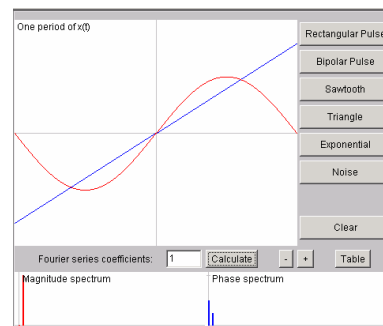 One period of x(t)
Rectangular Pulse
Bipolar Pulse
Sawtooth
Triangle
Exponential
Noise
Clear
Fourier series coefficients: 1 Calculate - + Table
Magnitude spectrum
Phase spectrum